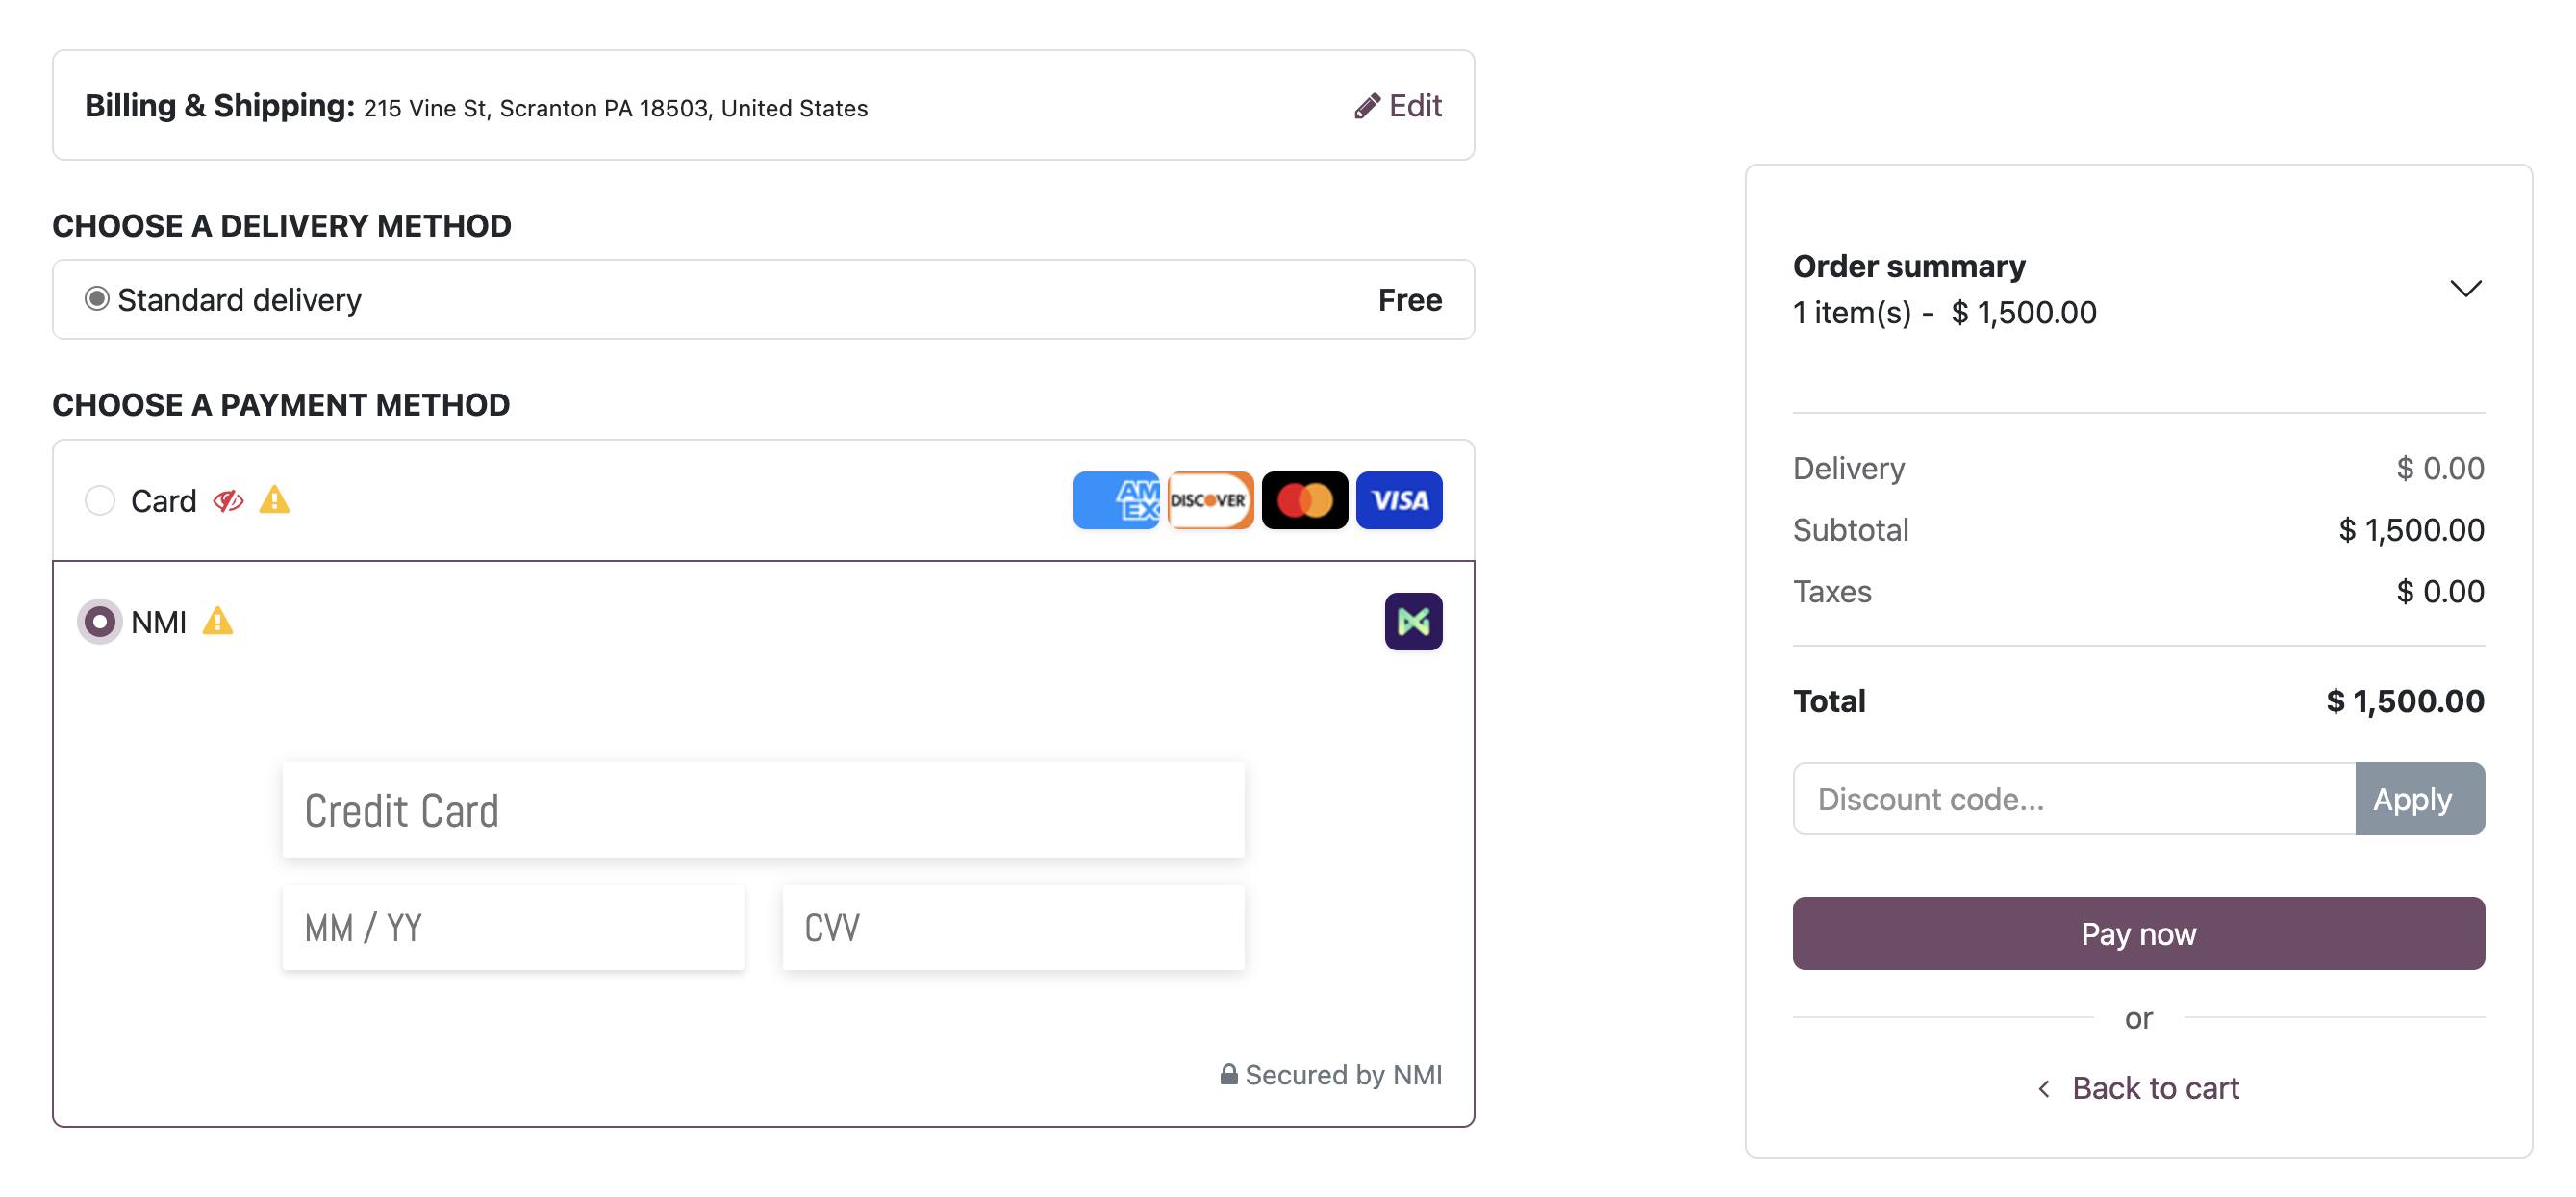 Billing & Shipping: 215 Vine St, Scranton PA 18503, United States
Edit
CHOOSE A DELIVERY METHOD
Standard delivery
Free
CHOOSE A PAYMENT METHOD
Card
AM
EX
DISCOVER
VISA
NMI
Credit Card
MM / YY
CVV
Secured by NMI
Order summary
1 item(s) - $ 1,500.00
Delivery $ 0.00
Subtotal $ 1,500.00
Taxes $ 0.00
Total $ 1,500.00
Discount code...
Apply
Pay now
or
Back to cart